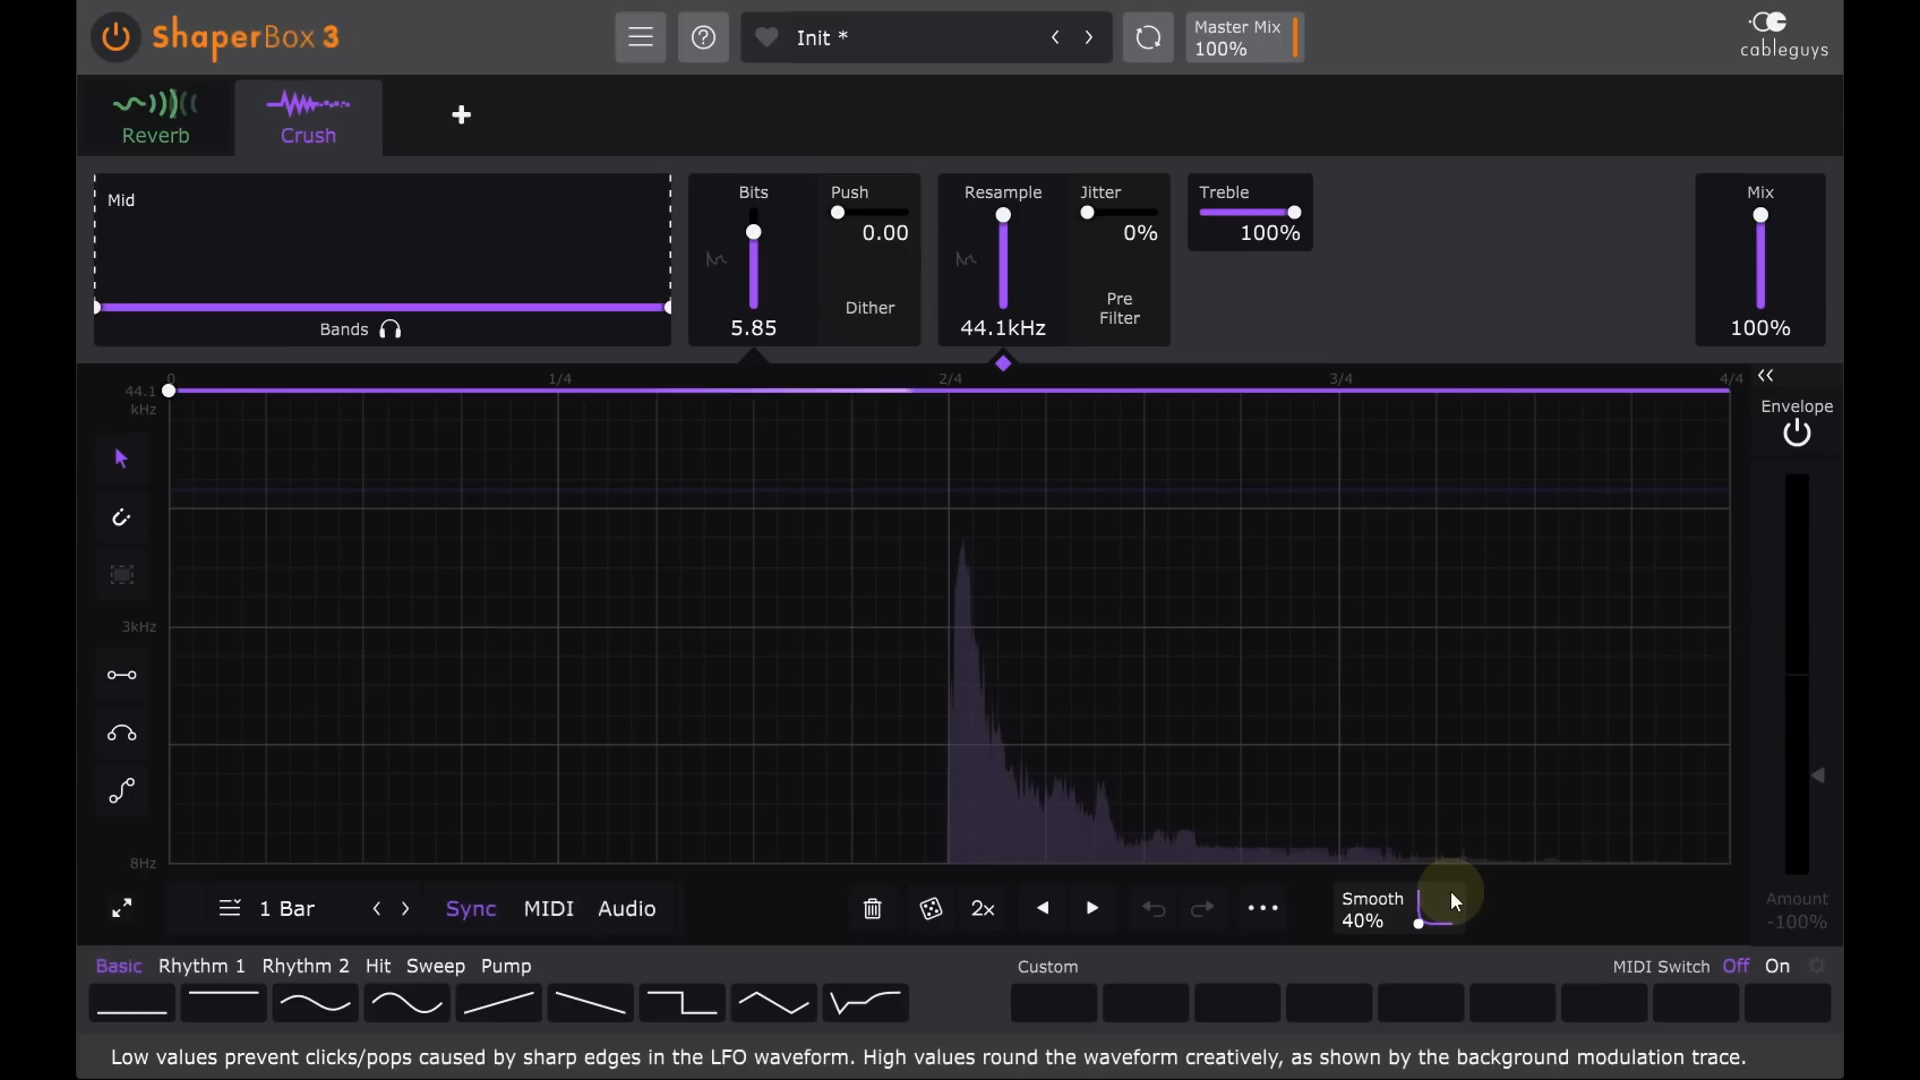 ShaperBox 3
Init *
Master Mix
100%
cableguys
Reverb
Crush
Mid
Bands
Bits
5.85
Push
0.00
Dither
Resample
44.1kHz
Jitter
0%
Pre
Filter
Treble
100%
Mix
100%
0
1/4
2/4
3/4
4/4
44.1
kHz
3kHz
8Hz
Envelope
Amount
-100%
1 Bar
Sync
MIDI
Audio
2x
Smooth
40%
Basic
Rhythm 1
Rhythm 2
Hit
Sweep
Pump
Custom
MIDI Switch
Off
On
Low values prevent clicks/pops caused by sharp edges in the LFO waveform. High values round the waveform creatively, as shown by the background modulation trace.